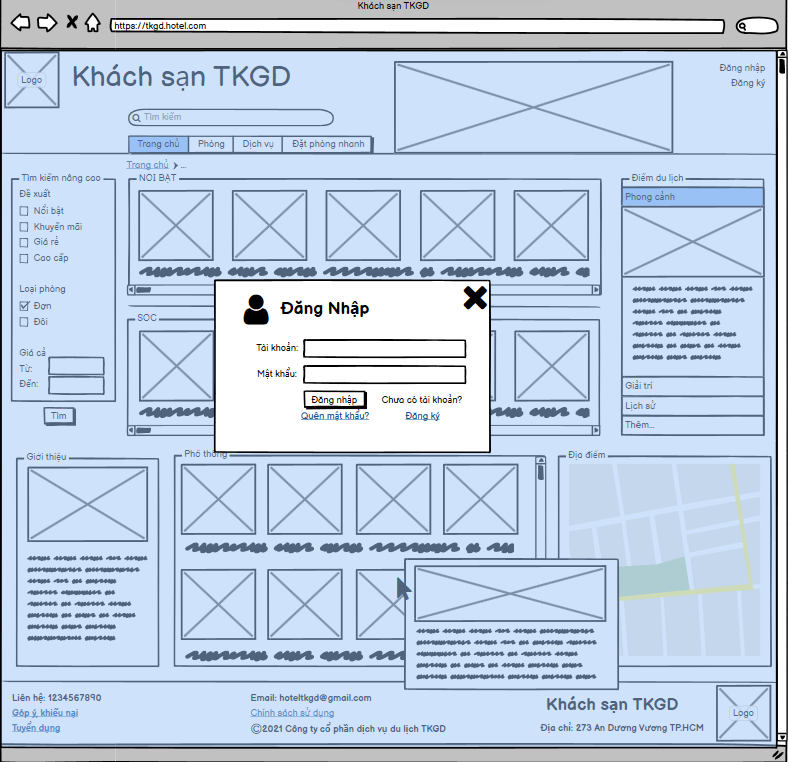 Khách sạn TKGD
https://tkgd.hotel.com
Logo
Khách sạn TKGD
Đăng nhập
Đăng ký
Tìm kiếm
Trang chủ
Phòng
Dịch vụ
Đặt phòng nhanh
Trang chủ > ...
Tìm kiếm nâng cao
Đề xuất
Nổi bật
Khuyến mãi
Giá rẻ
Cao cấp
Loại phòng
Đơn
Đôi
Giá cả
Từ:
Đến:
Tìm
NỔI BẬT
SOC
Điểm du lịch
Phong cảnh
Giải trí
Lịch sử
Thêm...
Đăng Nhập
Tài khoản:
Mật khẩu:
Đăng nhập
Chưa có tài khoản?
Quên mật khẩu?
Đăng ký
Giới thiệu
Phổ thông
Địa điểm
Liên hệ: 1234567890
Góp ý, khiếu nại
Tuyển dụng
Email: hoteltkgd@gmail.com
Chính sách sử dụng
©2021 Công ty cổ phần dịch vụ du lịch TKGD
Khách sạn TKGD
Địa chỉ: 273 An Dương Vương TP.HCM
Logo